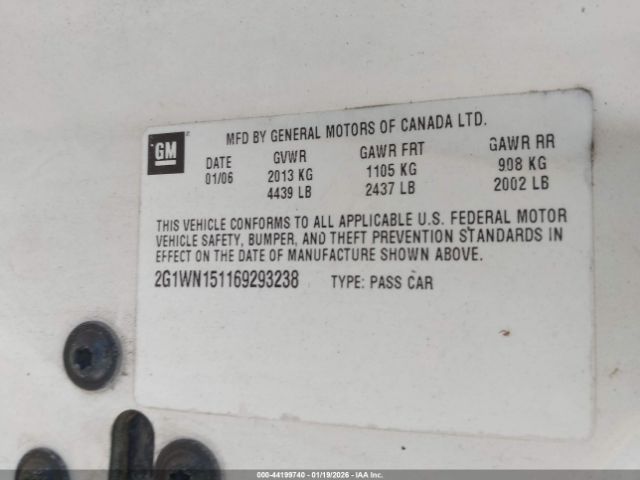 GM
MFD BY GENERAL MOTORS OF CANADA LTD.
DATE GVWR GAWR FRT GAWR RR
01/06 2013 KG 1105 KG 908 KG
4439 LB 2437 LB 2002 LB
THIS VEHICLE CONFORMS TO ALL APPLICABLE U.S. FEDERAL MOTOR
VEHICLE SAFETY, BUMPER, AND THEFT PREVENTION STANDARDS IN
EFFECT ON THE DATE OF MANUFACTURE SHOWN ABOVE.
2G1WN151169293238 TYPE: PASS CAR
000-44199740 - 01/19/2026 - IAA Inc.